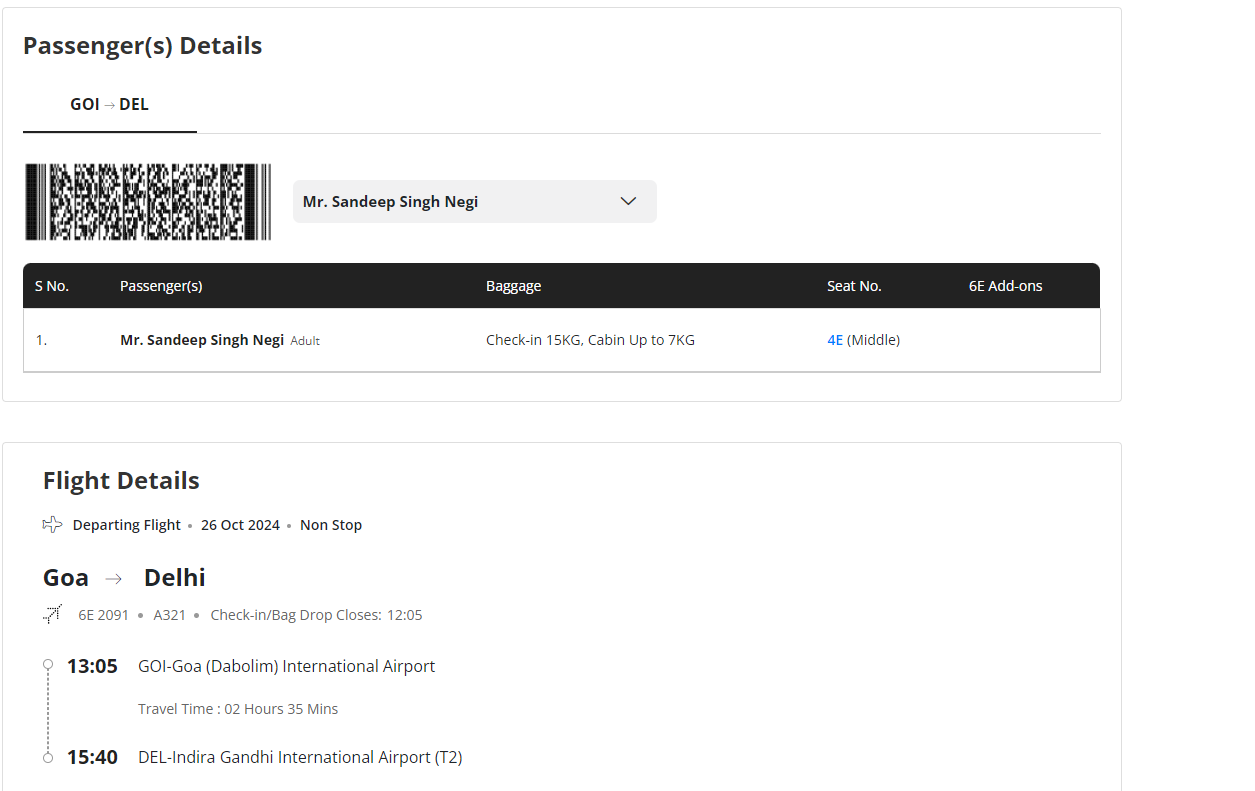 Passenger(s) Details
GOI → DEL
Mr. Sandeep Singh Negi
S No. Passenger(s) Baggage Seat No. 6E Add-ons
1. Mr. Sandeep Singh Negi Adult Check-in 15KG, Cabin Up to 7KG 4E (Middle)
Flight Details
Departing Flight • 26 Oct 2024 • Non Stop
Goa → Delhi
6E 2091 • A321 • Check-in/Bag Drop Closes: 12:05
13:05 GOI-Goa (Dabolim) International Airport
Travel Time : 02 Hours 35 Mins
15:40 DEL-Indira Gandhi International Airport (T2)